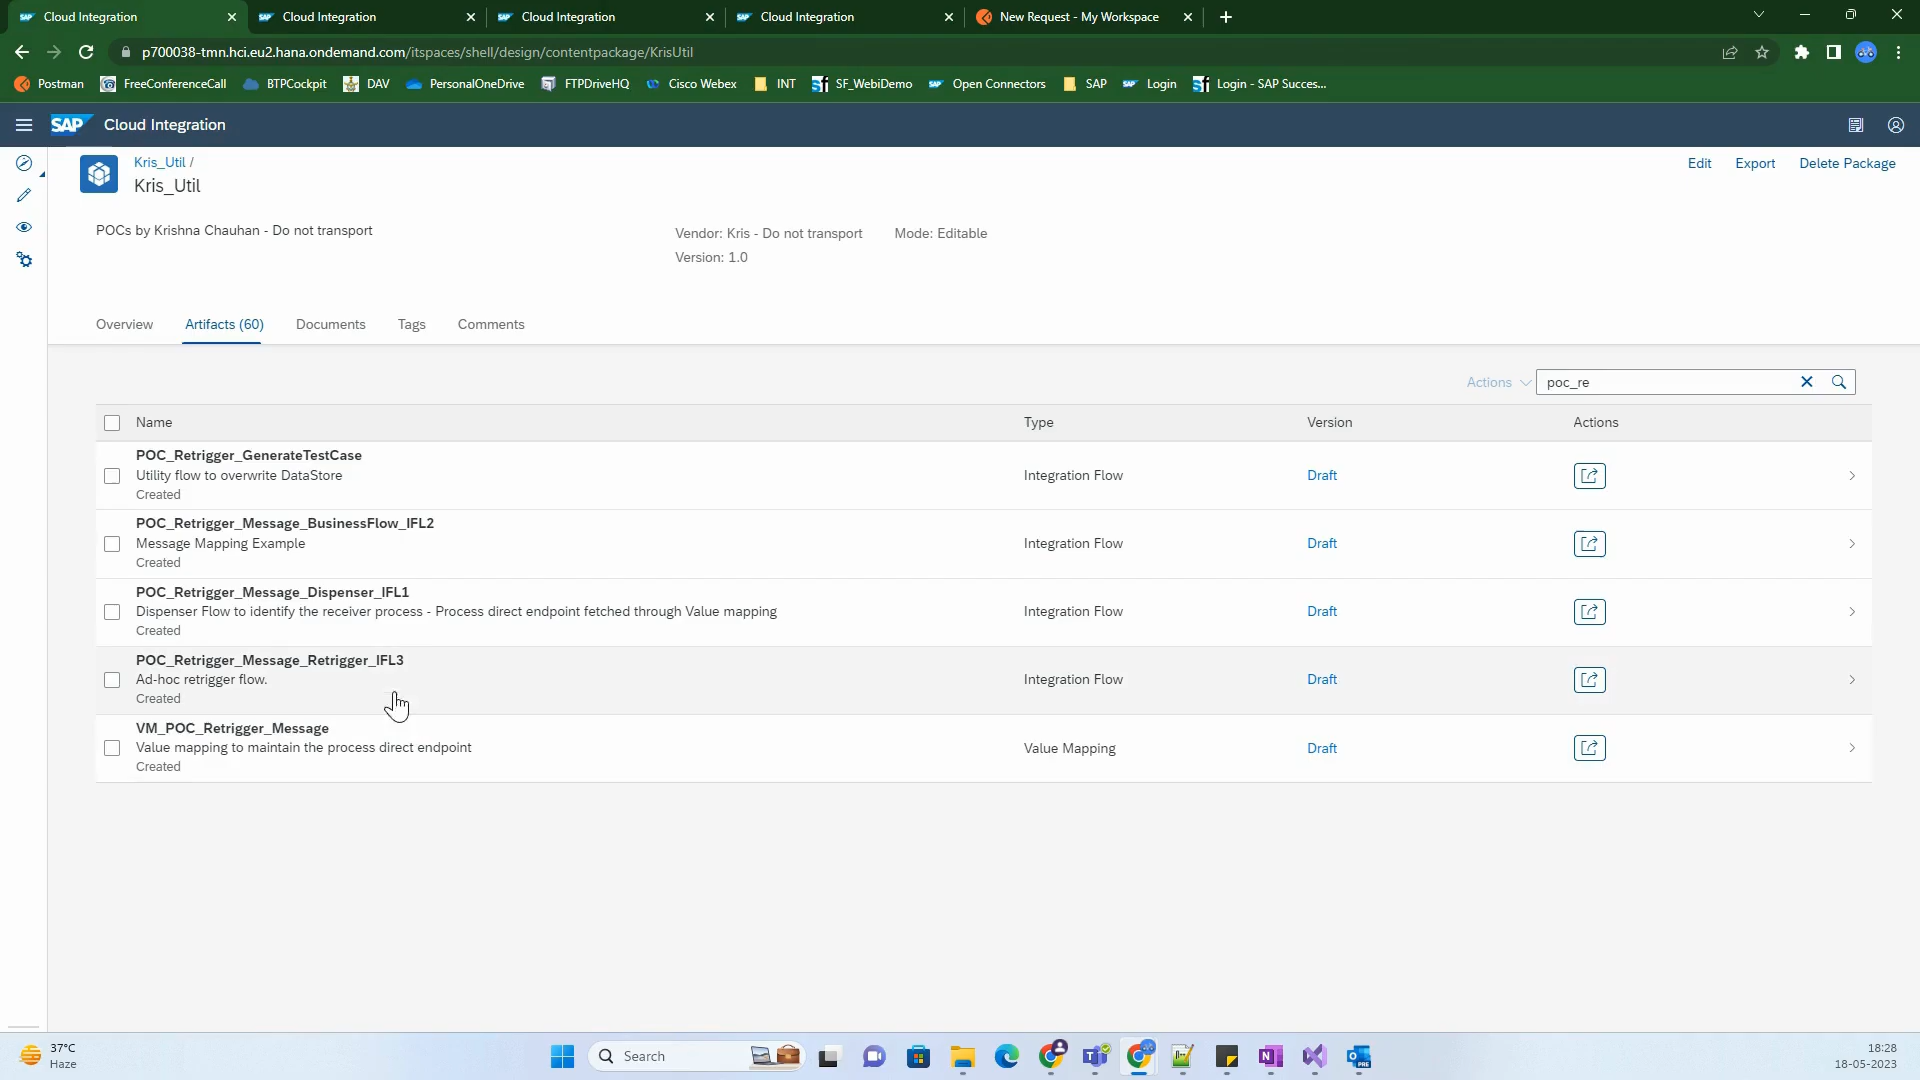 Cloud Integration
Cloud Integration
Cloud Integration
Cloud Integration
New Request - My Workspace
p700038-tmn.hci.eu2.hana.ondemand.com/itspaces/shell/design/contentpackage/KrisUtil
Postman FreeConferenceCall BTPCockpit DAV PersonalOneDrive FTPDriveHQ Cisco Webex INT SF_WebiDemo Open Connectors SAP Login Login - SAP Succes...
SAP Cloud Integration
Kris_Util /
Kris_Util
Edit Export Delete Package
POCs by Krishna Chauhan - Do not transport
Vendor: Kris - Do not transport Mode: Editable
Version: 1.0
Overview Artifacts (60) Documents Tags Comments
Actions poc_re
Name Type Version Actions
POC_Retrigger_GenerateTestCase
Utility flow to overwrite DataStore Integration Flow Draft
Created
POC_Retrigger_Message_BusinessFlow_IFL2
Message Mapping Example Integration Flow Draft
Created
POC_Retrigger_Message_Dispenser_IFL1
Dispenser Flow to identify the receiver process - Process direct endpoint fetched through Value mapping Integration Flow Draft
Created
POC_Retrigger_Message_Retrigger_IFL3
Ad-hoc retrigger flow. Integration Flow Draft
Created
VM_POC_Retrigger_Message
Value mapping to maintain the process direct endpoint Value Mapping Draft
Created
37°C
Haze
Search
18:28
18-05-2023